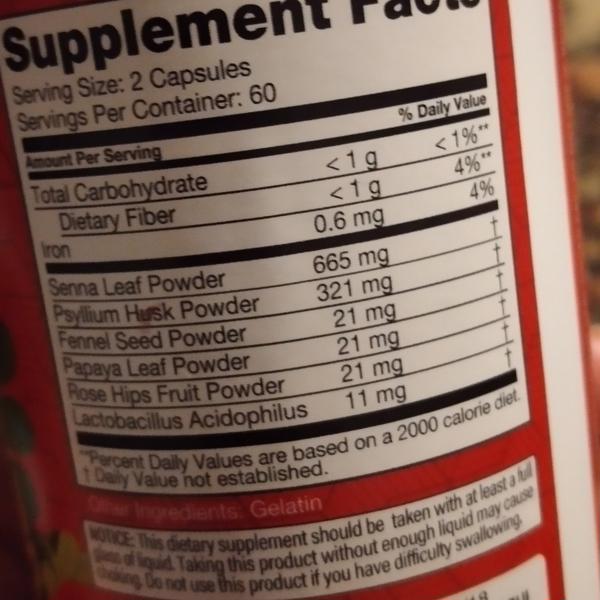 Supplement Facts
Serving Size: 2 Capsules
Servings Per Container: 60
% Daily Value
Amount Per Serving
Total Carbohydrate < 1 g < 1%**
Dietary Fiber < 1 g 4%**
Iron 0.6 mg 4%
Senna Leaf Powder 665 mg †
Psyllium Husk Powder 321 mg †
Fennel Seed Powder 21 mg †
Papaya Leaf Powder 21 mg †
Rose Hips Fruit Powder 21 mg †
Lactobacillus Acidophilus 11 mg †
**Percent Daily Values are based on a 2000 calorie diet.
† Daily Value not established.
Other Ingredients: Gelatin
NOTICE: This dietary supplement should be taken with at least a full
glass of liquid. Taking this product without enough liquid may cause
choking. Do not use this product if you have difficulty swallowing.